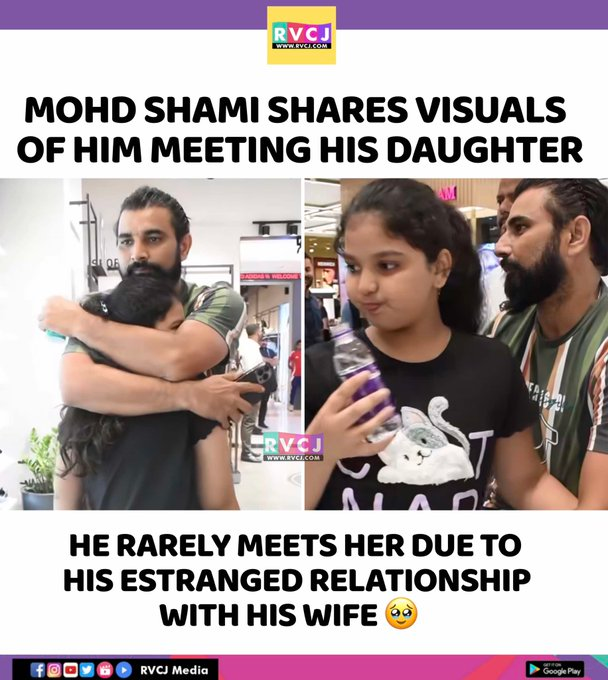 RVCJ
WWW.RVCJ.COM
MOHD SHAMI SHARES VISUALS
OF HIM MEETING HIS DAUGHTER
ADIDAS
WELCOME
AM
RVCJ
WWW.RVCJ.COM
HE RARELY MEETS HER DUE TO
HIS ESTRANGED RELATIONSHIP
WITH HIS WIFE 🥹
RVCJ Media
GET IT ON
Google Play